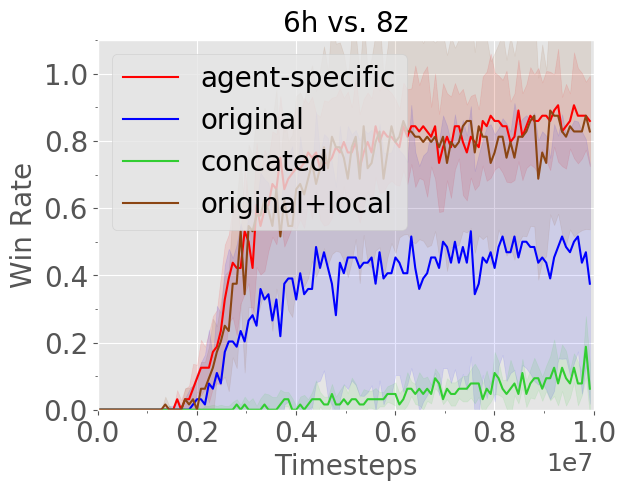 6h vs. 8z
agent-specific
original
concated
original+local
Win Rate
1.0
0.8
0.6
0.4
0.2
0.0
0.0 0.2 0.4 0.6 0.8 1.0
Timesteps
1e7